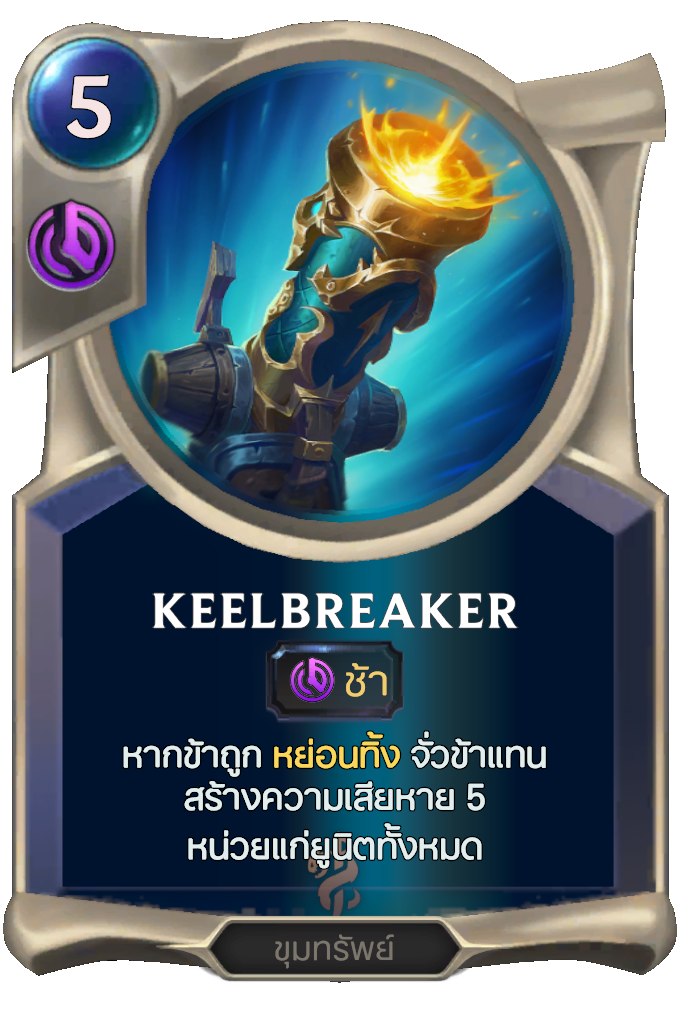 5
KEELBREAKER
ช้า
หากข้าถูก หย่อนทิ้ง จั่วข้าแทน
สร้างความเสียหาย 5
หน่วยแก่ยูนิตทั้งหมด
ขุมทรัพย์